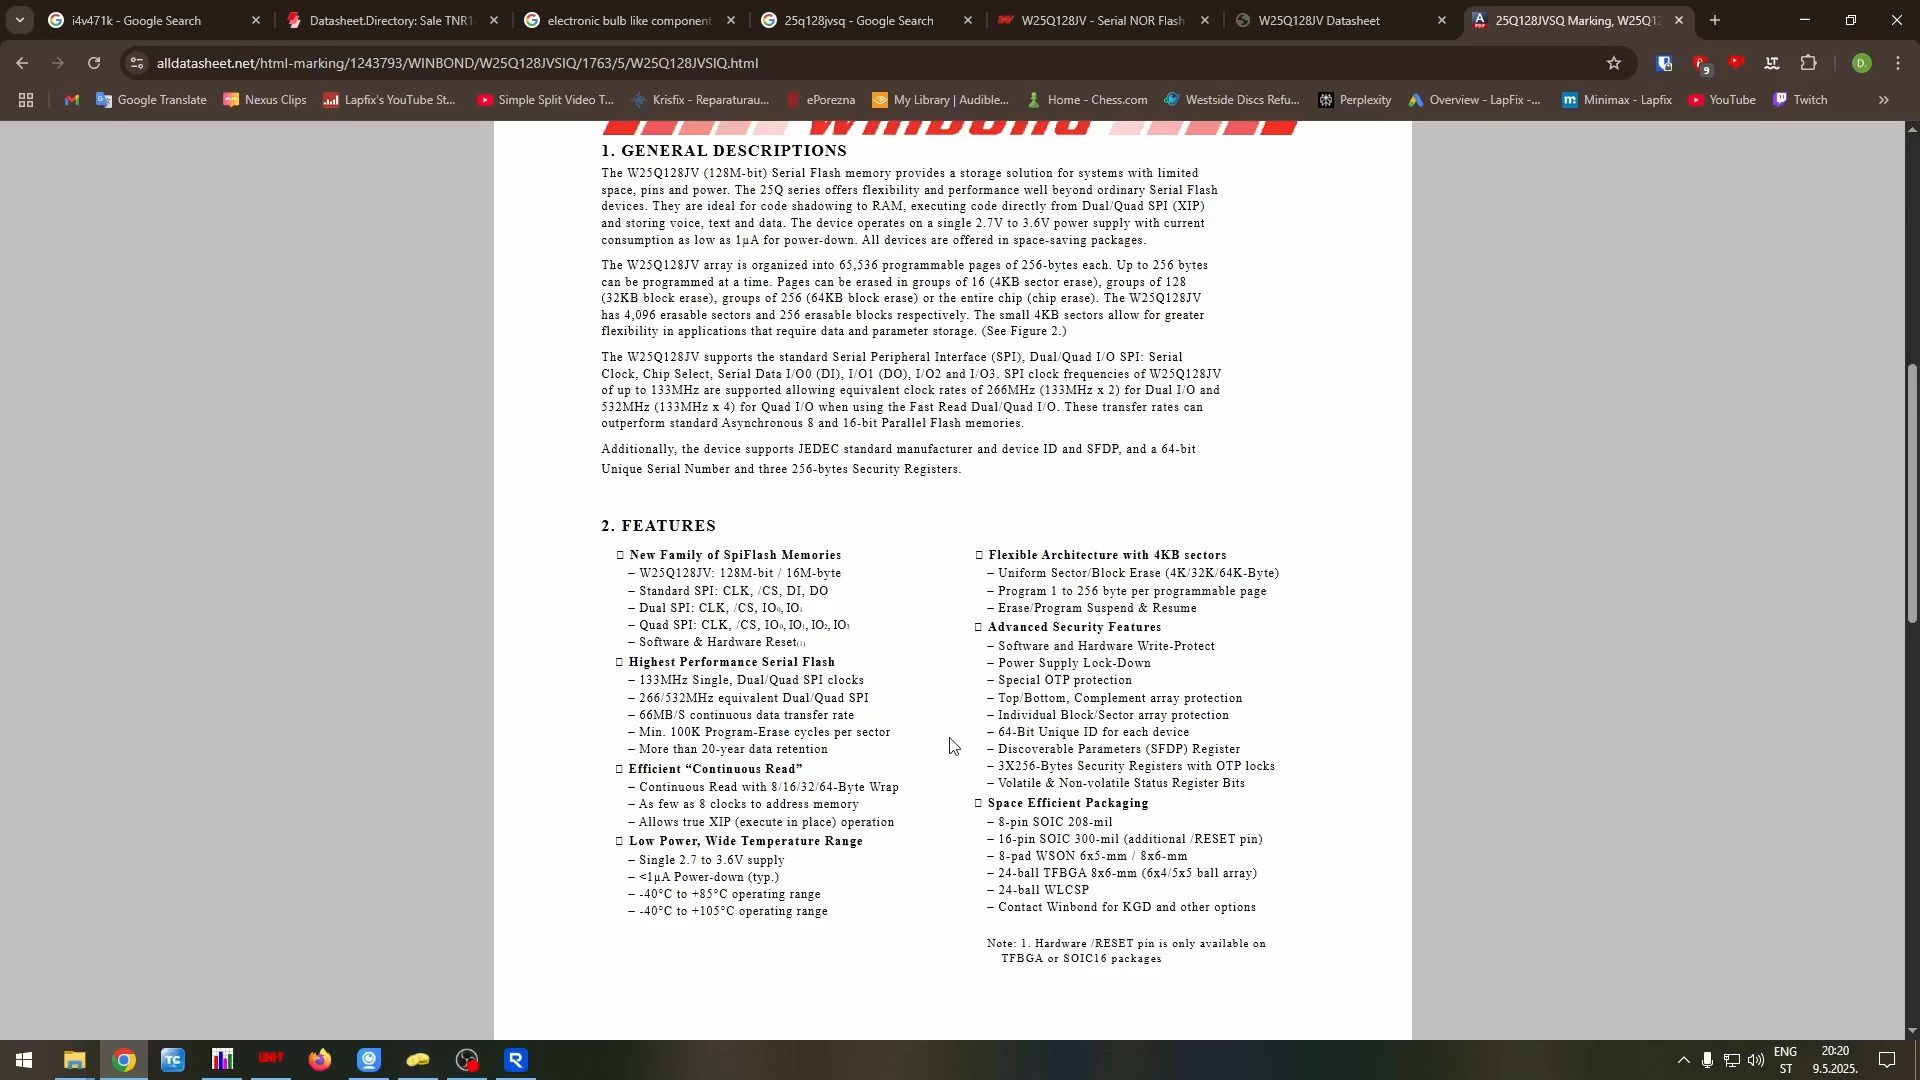 i4v471k - Google Search
Datasheet.Directory: Sale TNR1
electronic bulb like component
25q128jvsq - Google Search
W25Q128JV - Serial NOR Flash
W25Q128JV Datasheet
25Q128JVSQ Marking, W25Q12
alldatasheet.net/html-marking/1243793/WINBOND/W25Q128JVSIQ/1763/5/W25Q128JVSIQ.html
9
D.
Google Translate
Nexus Clips
Lapfix's YouTube St...
Simple Split Video T...
Krisfix - Reparaturau...
ePorezna
My Library | Audible...
Home - Chess.com
Westside Discs Refu...
Perplexity
Overview - LapFix -...
Minimax - Lapfix
YouTube
Twitch
winbond
1. GENERAL DESCRIPTIONS
The W25Q128JV (128M-bit) Serial Flash memory provides a storage solution for systems with limited
space, pins and power. The 25Q series offers flexibility and performance well beyond ordinary Serial Flash
devices. They are ideal for code shadowing to RAM, executing code directly from Dual/Quad SPI (XIP)
and storing voice, text and data. The device operates on a single 2.7V to 3.6V power supply with current
consumption as low as 1µA for power-down. All devices are offered in space-saving packages.
The W25Q128JV array is organized into 65,536 programmable pages of 256-bytes each. Up to 256 bytes
can be programmed at a time. Pages can be erased in groups of 16 (4KB sector erase), groups of 128
(32KB block erase), groups of 256 (64KB block erase) or the entire chip (chip erase). The W25Q128JV
has 4,096 erasable sectors and 256 erasable blocks respectively. The small 4KB sectors allow for greater
flexibility in applications that require data and parameter storage. (See Figure 2.)
The W25Q128JV supports the standard Serial Peripheral Interface (SPI), Dual/Quad I/O SPI: Serial
Clock, Chip Select, Serial Data I/O0 (DI), I/O1 (DO), I/O2 and I/O3. SPI clock frequencies of W25Q128JV
of up to 133MHz are supported allowing equivalent clock rates of 266MHz (133MHz x 2) for Dual I/O and
532MHz (133MHz x 4) for Quad I/O when using the Fast Read Dual/Quad I/O. These transfer rates can
outperform standard Asynchronous 8 and 16-bit Parallel Flash memories.
Additionally, the device supports JEDEC standard manufacturer and device ID and SFDP, and a 64-bit
Unique Serial Number and three 256-bytes Security Registers.
2. FEATURES
New Family of SpiFlash Memories
– W25Q128JV: 128M-bit / 16M-byte
– Standard SPI: CLK, /CS, DI, DO
– Dual SPI: CLK, /CS, IO0, IO1
– Quad SPI: CLK, /CS, IO0, IO1, IO2, IO3
– Software & Hardware Reset(1)
Highest Performance Serial Flash
– 133MHz Single, Dual/Quad SPI clocks
– 266/532MHz equivalent Dual/Quad SPI
– 66MB/S continuous data transfer rate
– Min. 100K Program-Erase cycles per sector
– More than 20-year data retention
Efficient “Continuous Read”
– Continuous Read with 8/16/32/64-Byte Wrap
– As few as 8 clocks to address memory
– Allows true XIP (execute in place) operation
Low Power, Wide Temperature Range
– Single 2.7 to 3.6V supply
– <1µA Power-down (typ.)
– -40°C to +85°C operating range
– -40°C to +105°C operating range
Flexible Architecture with 4KB sectors
– Uniform Sector/Block Erase (4K/32K/64K-Byte)
– Program 1 to 256 byte per programmable page
– Erase/Program Suspend & Resume
Advanced Security Features
– Software and Hardware Write-Protect
– Power Supply Lock-Down
– Special OTP protection
– Top/Bottom, Complement array protection
– Individual Block/Sector array protection
– 64-Bit Unique ID for each device
– Discoverable Parameters (SFDP) Register
– 3X256-Bytes Security Registers with OTP locks
– Volatile & Non-volatile Status Register Bits
Space Efficient Packaging
– 8-pin SOIC 208-mil
– 16-pin SOIC 300-mil (additional /RESET pin)
– 8-pad WSON 6x5-mm / 8x6-mm
– 24-ball TFBGA 8x6-mm (6x4/5x5 ball array)
– 24-ball WLCSP
– Contact Winbond for KGD and other options
Note: 1. Hardware /RESET pin is only available on
TFBGA or SOIC16 packages
TC
UNI-T
R
ENG
ST
20:20
9.5.2025.